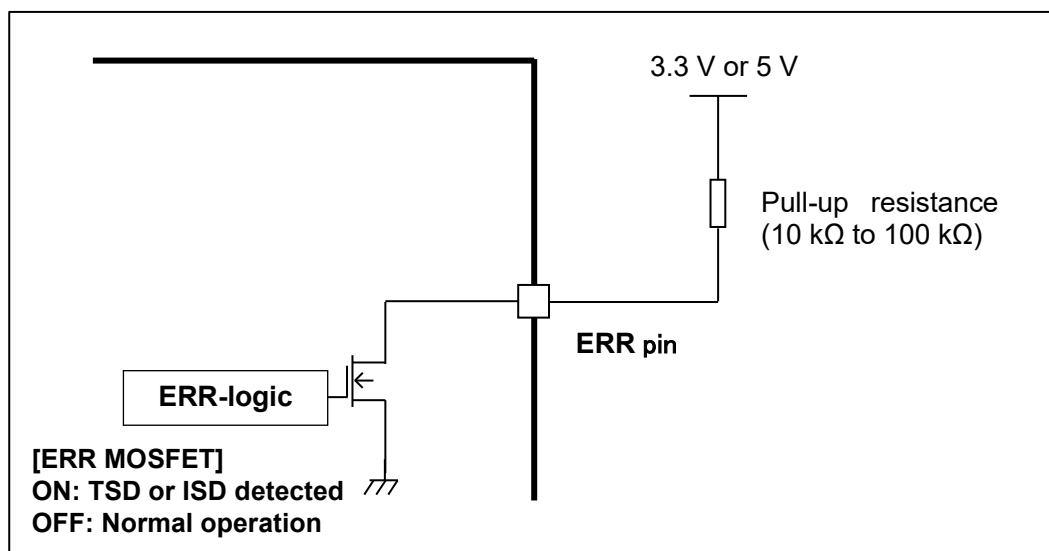 3.3 V or 5 V
Pull-up resistance
(10 kΩ to 100 kΩ)
ERR pin
ERR-logic
[ERR MOSFET]
ON: TSD or ISD detected
OFF: Normal operation